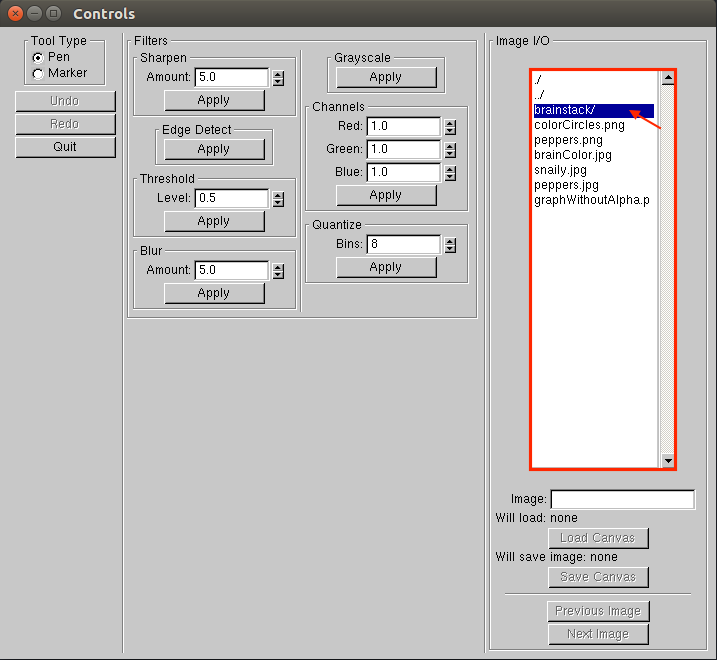 Controls
Tool Type
Pen
Marker
Undo
Redo
Quit
Filters
Sharpen
Amount: 5.0
Apply
Edge Detect
Apply
Threshold
Level: 0.5
Apply
Blur
Amount: 5.0
Apply
Grayscale
Apply
Channels
Red: 1.0
Green: 1.0
Blue: 1.0
Apply
Quantize
Bins: 8
Apply
Image I/O
./
../
brainstack/
colorCircles.png
peppers.png
brainColor.jpg
snaily.jpg
peppers.jpg
graphWithoutAlpha.p
Image:
Will load: none
Load Canvas
Will save image: none
Save Canvas
Previous Image
Next Image